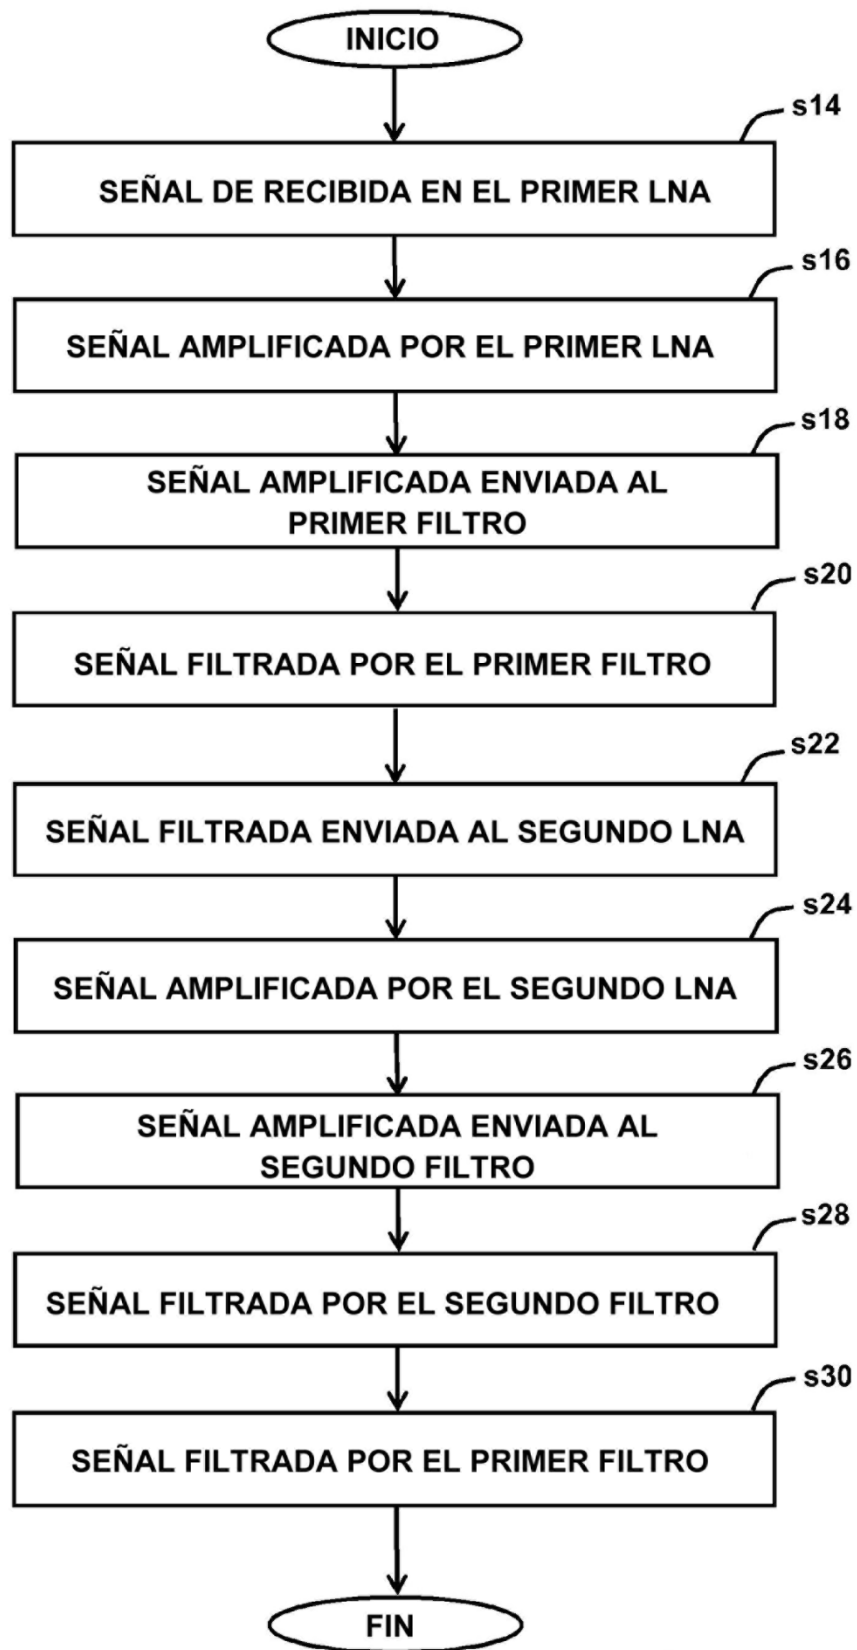 INICIO
s14
SEÑAL DE RECIBIDA EN EL PRIMER LNA
s16
SEÑAL AMPLIFICADA POR EL PRIMER LNA
s18
SEÑAL AMPLIFICADA ENVIADA AL
PRIMER FILTRO
s20
SEÑAL FILTRADA POR EL PRIMER FILTRO
s22
SEÑAL FILTRADA ENVIADA AL SEGUNDO LNA
s24
SEÑAL AMPLIFICADA POR EL SEGUNDO LNA
s26
SEÑAL AMPLIFICADA ENVIADA AL
SEGUNDO FILTRO
s28
SEÑAL FILTRADA POR EL SEGUNDO FILTRO
s30
SEÑAL FILTRADA POR EL PRIMER FILTRO
FIN